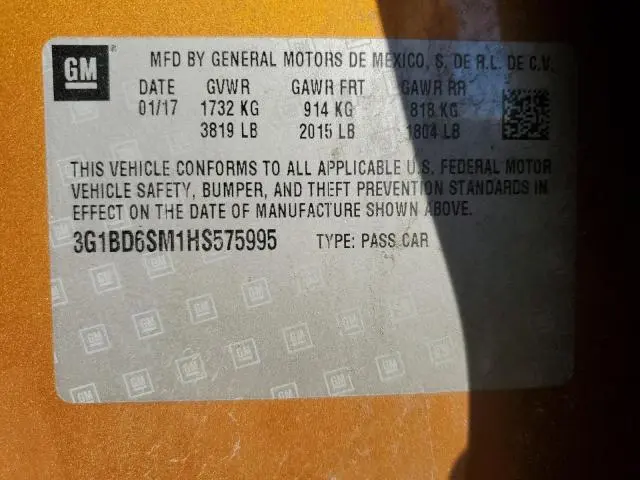 GM®
MFD BY GENERAL MOTORS DE MEXICO, S. DE R.L. DE C.V.
DATE GVWR GAWR FRT GAWR RR
01/17 1732 KG 914 KG 818 KG
3819 LB 2015 LB 1804 LB
THIS VEHICLE CONFORMS TO ALL APPLICABLE U.S. FEDERAL MOTOR
VEHICLE SAFETY, BUMPER, AND THEFT PREVENTION STANDARDS IN
EFFECT ON THE DATE OF MANUFACTURE SHOWN ABOVE.
3G1BD6SM1HS575995 TYPE: PASS CAR